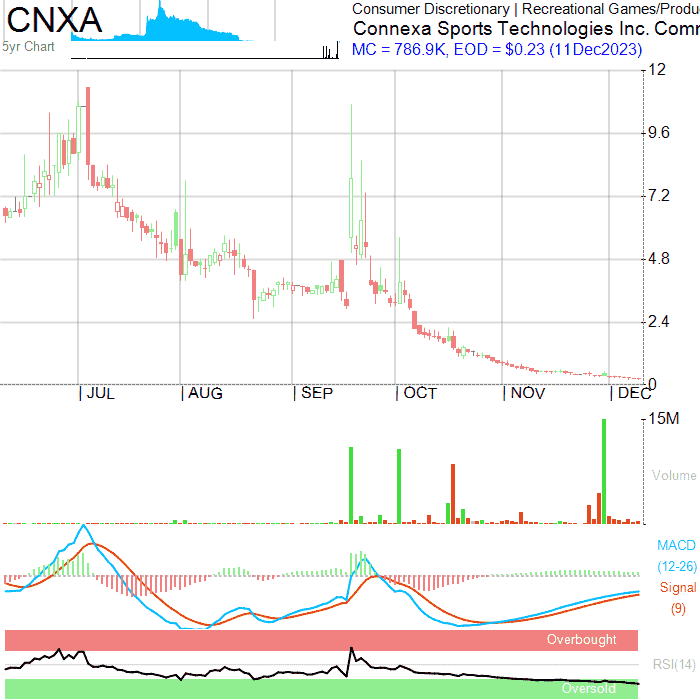 CNXA
5yr Chart
Consumer Discretionary | Recreational Games/Produ
Connexa Sports Technologies Inc. Comr
MC = 786.9K, EOD = $0.23 (11Dec2023)
12
9.6
7.2
4.8
2.4
0
JUL AUG SEP OCT NOV DEC
15M
Volume
MACD
(12-26)
Signal
(9)
Overbought
RSI(14)
Oversold